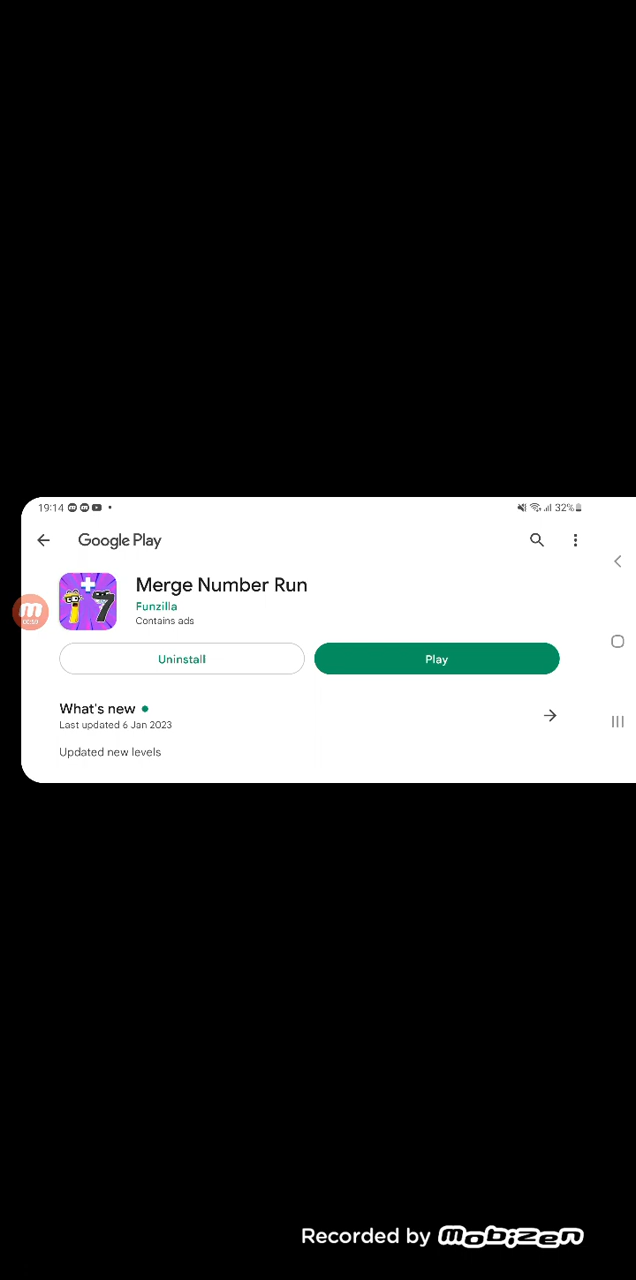 19:14
32%
Google Play
+
7
Merge Number Run
Funzilla
Contains ads
m
Uninstall
Play
What's new
Last updated 6 Jan 2023
Updated new levels
Recorded by mobizen